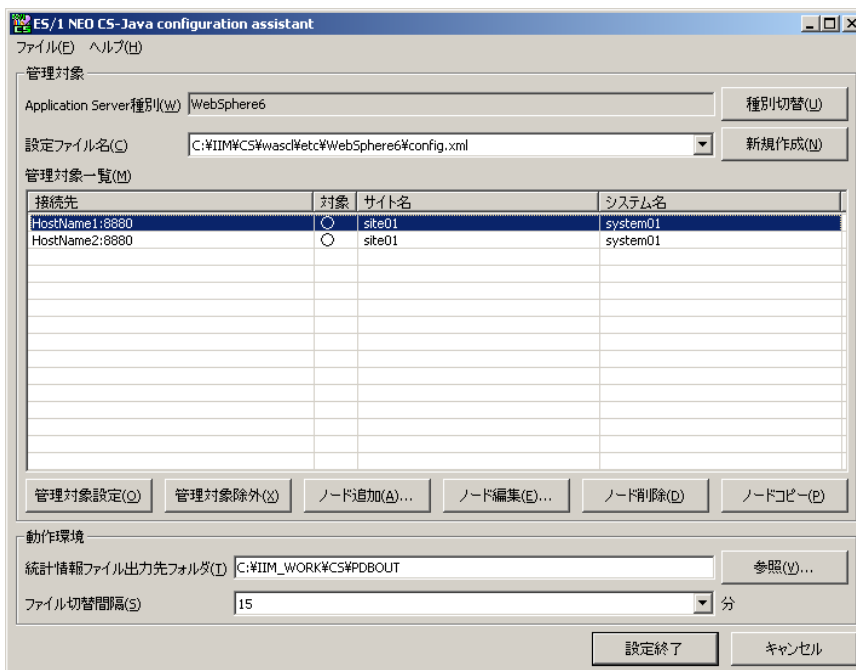 ES/1 NEO CS-Java configuration assistant
ファイル(F) ヘルプ(H)
管理対象
Application Server種別(W) WebSphere6 種別切替(U)
設定ファイル名(C) C:¥IIM¥CS¥wascl¥etc¥WebSphere6¥config.xml 新規作成(N)
管理対象一覧(M)
接続先 対象 サイト名 システム名
HostName1:8880 ○ site01 system01
HostName2:8880 ○ site01 system01
管理対象設定(O) 管理対象除外(X) ノード追加(A)... ノード編集(E)... ノード削除(D) ノードコピー(P)
動作環境
統計情報ファイル出力先フォルダ(T) C:¥IIM_WORK¥CS¥PDBOUT 参照(V)...
ファイル切替間隔(S) 15 分
設定終了 キャンセル